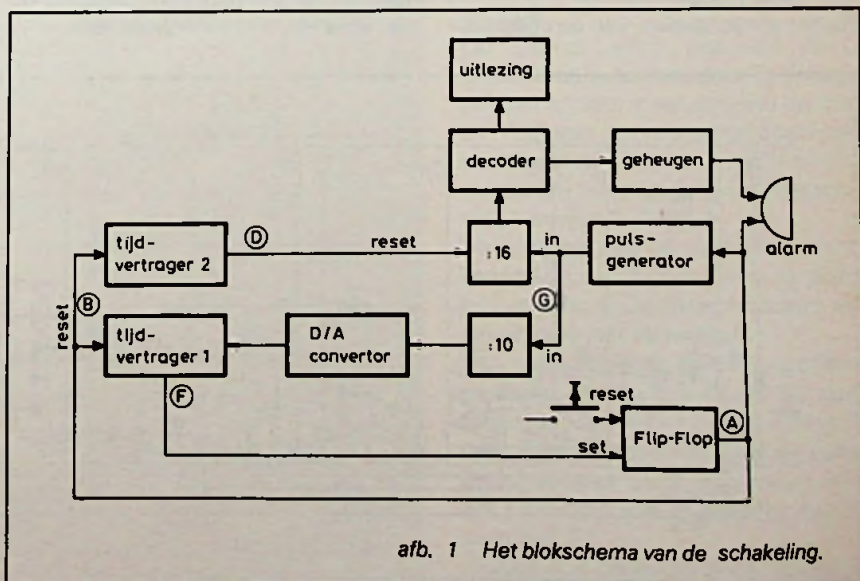 uitlezing
decoder
geheugen
alarm
tijd-
vertrager 2
D
reset
:16
in
puls-
generator
reset
B
G
tijd-
vertrager 1
D/A
convertor
:10
in
F
reset
set
Flip-Flop
A
afb. 1 Het blokschema van de schakeling.